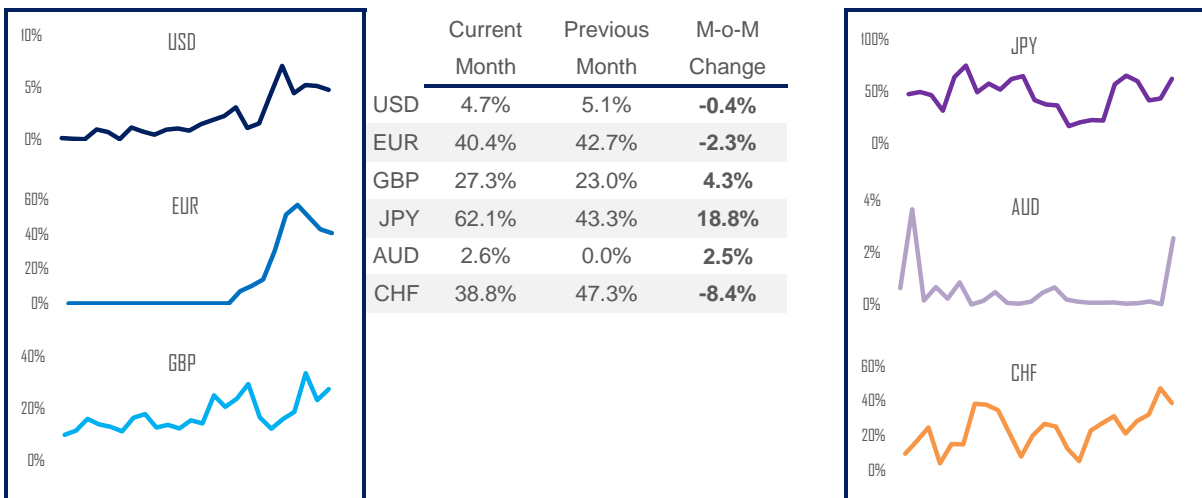 USD
10%
5%
0%
EUR
60%
40%
20%
0%
GBP
40%
20%
0%
Current Previous M-o-M
Month Month Change
USD 4.7% 5.1% -0.4%
EUR 40.4% 42.7% -2.3%
GBP 27.3% 23.0% 4.3%
JPY 62.1% 43.3% 18.8%
AUD 2.6% 0.0% 2.5%
CHF 38.8% 47.3% -8.4%
JPY
100%
50%
0%
AUD
4%
2%
0%
CHF
60%
40%
20%
0%